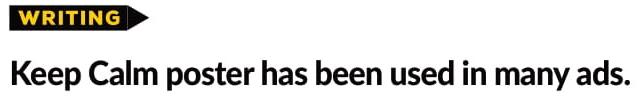 WRITING
Keep Calm poster has been used in many ads.